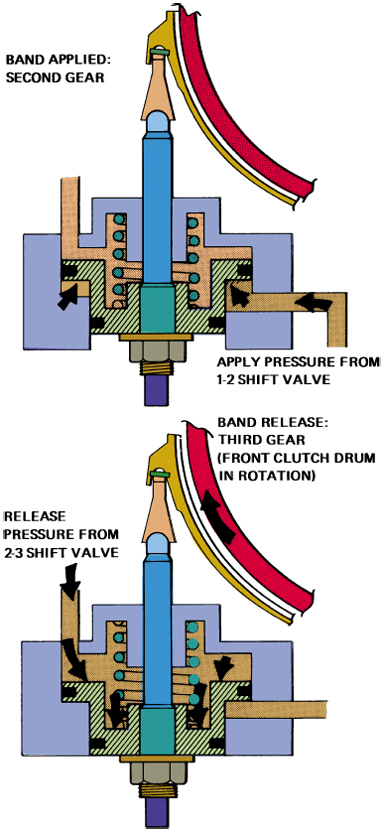 BAND APPLIED:
SECOND GEAR
APPLY PRESSURE FROM
1-2 SHIFT VALVE
BAND RELEASE:
THIRD GEAR
(FRONT CLUTCH DRUM
IN ROTATION)
RELEASE
PRESSURE FROM
2-3 SHIFT VALVE